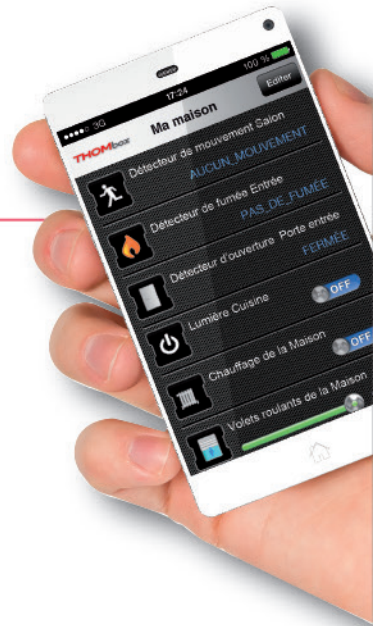 3G 17:24 100 %
THOMbox Ma maison Editer
Détecteur de mouvement Salon
AUCUN_MOUVEMENT
Détecteur de fumée Entrée
PAS_DE_FUMÉE
Détecteur d'ouverture Porte entrée
FERMÉE
Lumière Cuisine OFF
Chauffage de la Maison OFF
Volets roulants de la Maison